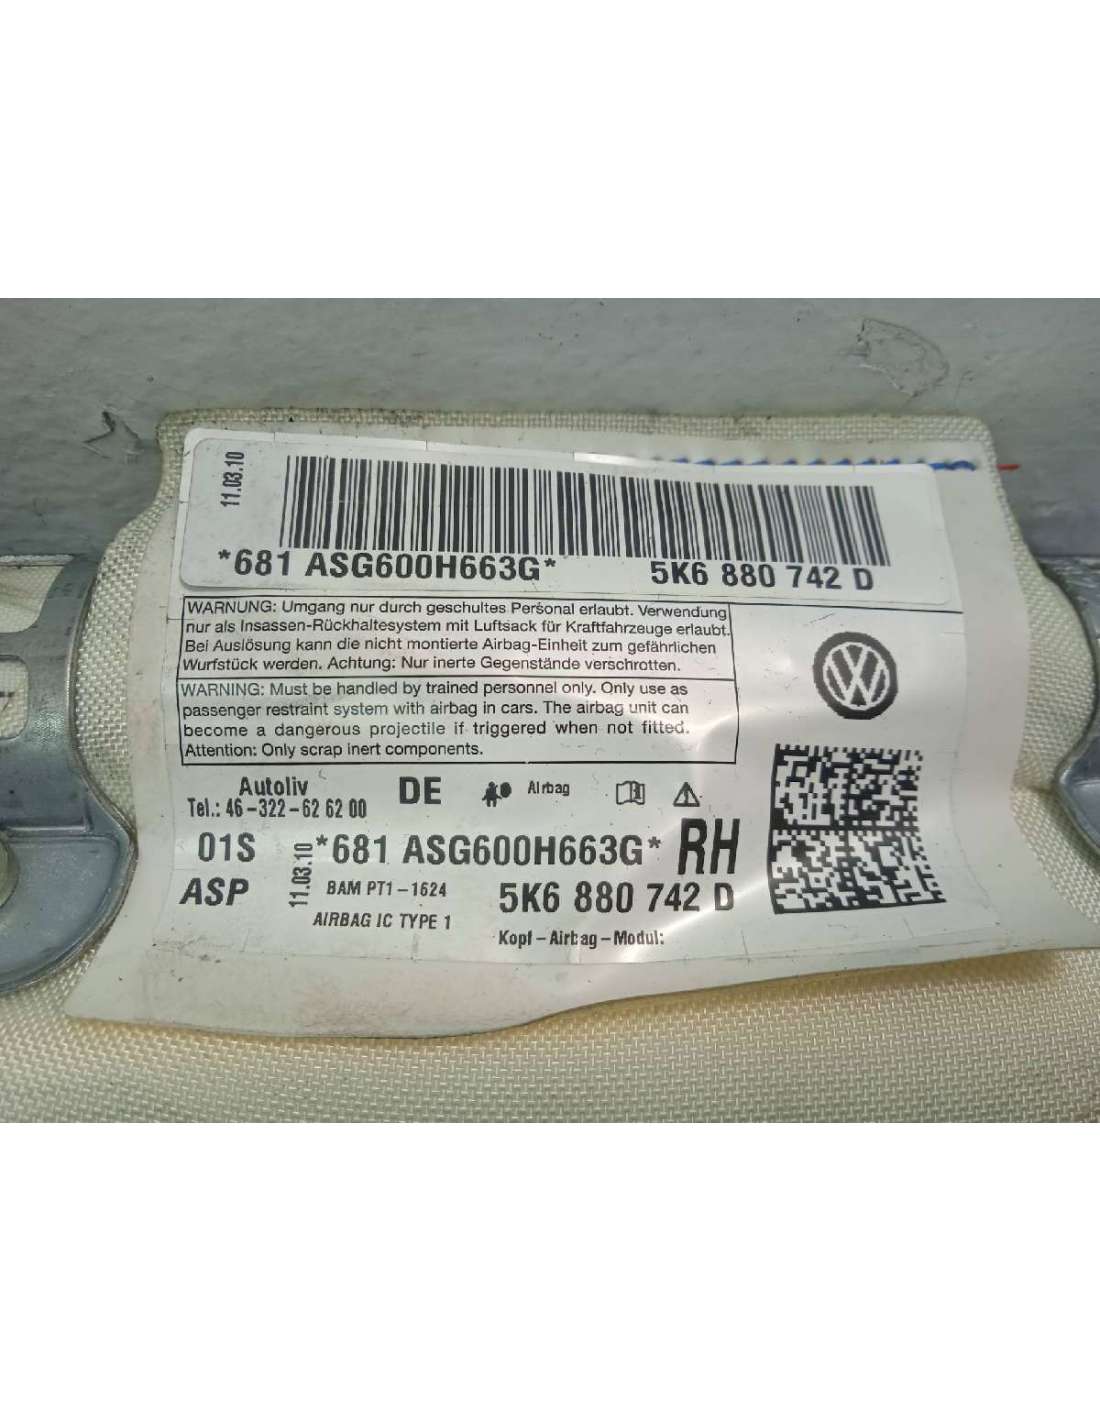 11.03.10
*681 ASG600H663G* 5K6 880 742 D
WARNUNG: Umgang nur durch geschultes Personal erlaubt. Verwendung
nur als Insassen-Rückhaltesystem mit Luftsack für Kraftfahrzeuge erlaubt.
Bei Auslösung kann die nicht montierte Airbag-Einheit zum gefährlichen
Wurfstück werden. Achtung: Nur inerte Gegenstände verschrotten.
WARNING: Must be handled by trained personnel only. Only use as
passenger restraint system with airbag in cars. The airbag unit can
become a dangerous projectile if triggered when not fitted.
Attention: Only scrap inert components.
Autoliv DE Airbag
Tel.: 46-322-62 62 00
01S 11.03.10 *681 ASG600H663G* RH
ASP BAM PT1-1624 5K6 880 742 D
AIRBAG IC TYPE 1
Kopf-Airbag-Modul: